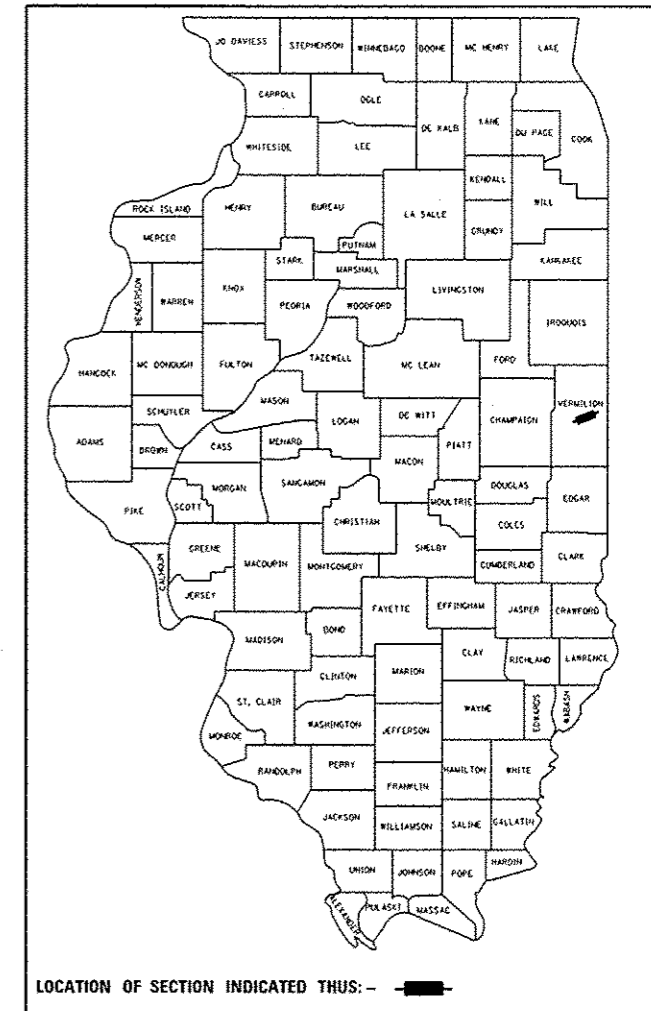 JO DAVIESS STEPHENSON WINNEBAGO BOONE MC HENRY LAKE
CARROLL OGLE DE KALB KANE DU PAGE COOK
WHITESIDE LEE KENDALL WILL
ROCK ISLAND HENRY BUREAU LA SALLE GRUNDY
MERCER PUTNAM KANKAKEE
STARK MARSHALL
HENDERSON WARREN KNOX PEORIA WOODFORD LIVINGSTON IROQUOIS
HANCOCK MC DONOUGH FULTON TAZEWELL MC LEAN FORD
MASON VERMILION
SCHUYLER LOGAN DE WITT CHAMPAIGN
ADAMS BROWN CASS MENARD MACON PIATT
PIKE SCOTT MORGAN SANGAMON MOULTRIE DOUGLAS EDGAR
CHRISTIAN COLES
CALHOUN GREENE MACOUPIN MONTGOMERY SHELBY CUMBERLAND CLARK
JERSEY FAYETTE EFFINGHAM JASPER CRAWFORD
MADISON BOND CLAY RICHLAND LAWRENCE
CLINTON MARION
ST. CLAIR WAYNE EDWARDS WABASH
MONROE WASHINGTON JEFFERSON
RANDOLPH PERRY HAMILTON WHITE
FRANKLIN
JACKSON WILLIAMSON SALINE GALLATIN
UNION JOHNSON POPE HARDIN
ALEXANDER PULASKI MASSAC
LOCATION OF SECTION INDICATED THUS: -